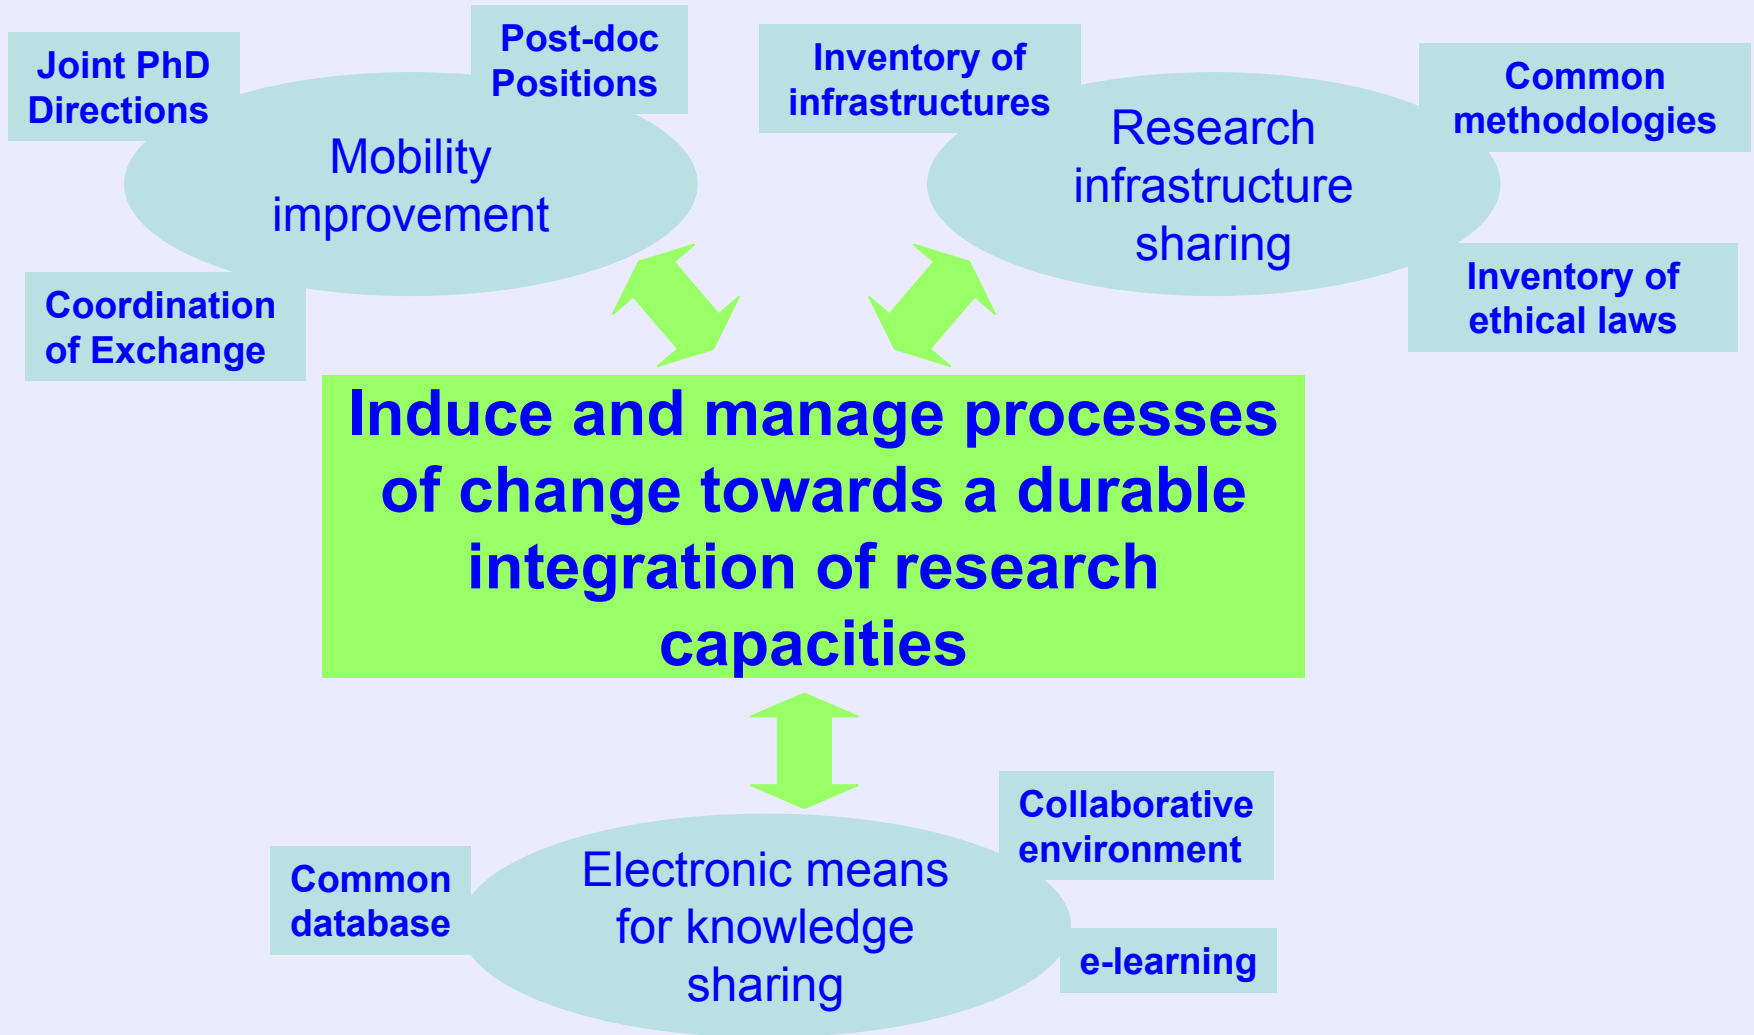 Joint PhD
Directions
Post-doc
Positions
Mobility
improvement
Coordination
of Exchange
Inventory of
infrastructures
Common
methodologies
Research
infrastructure
sharing
Inventory of
ethical laws
Induce and manage processes
of change towards a durable
integration of research
capacities
Collaborative
environment
Common
database
Electronic means
for knowledge
sharing
e-learning